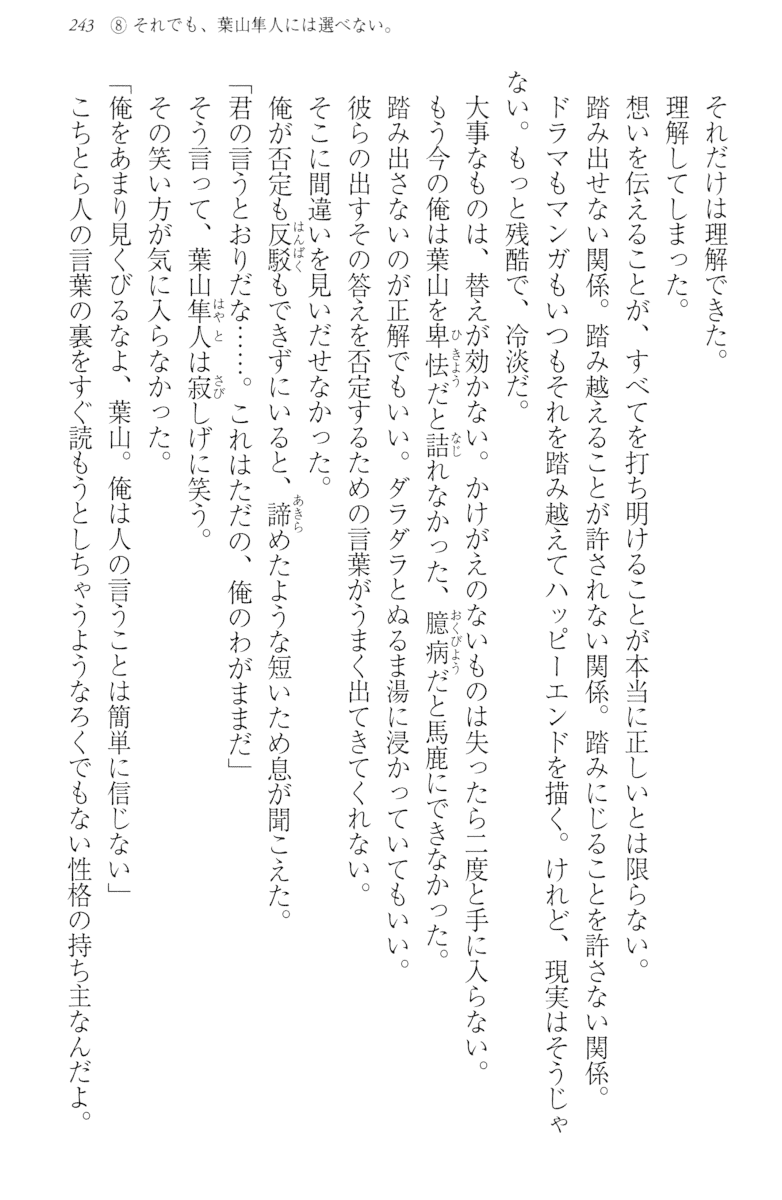 243 ⑧ それでも、葉山隼人には選べない。
それだけは理解できた。
理解してしまった。
想いを伝えることが、すべてを打ち明けることが本当に正しいとは限らない。
踏み出せない関係。踏み越えることが許されない関係。踏みにじることを許さない関係。
ドラマもマンガもいつもそれを踏み越えてハッピーエンドを描く。けれど、現実はそうじゃ
ない。もっと残酷で、冷淡だ。
大事なものは、替えが効かない。かけがえのないものは失ったら二度と手に入らない。
もう今の俺は葉山を卑怯だと詰れなかった、臆病だと馬鹿にできなかった。
踏み出さないのが正解でもいい。ダラダラとぬるま湯に浸かっていてもいい。
彼らの出すその答えを否定するための言葉がうまく出てきてくれない。
そこに間違いを見いだせなかった。
俺が否定も反駁もできずにいると、諦めたような短いため息が聞こえた。
「君の言うとおりだな……。これはただの、俺のわがままだ」
そう言って、葉山隼人は寂しげに笑う。
その笑い方が気に入らなかった。
「俺をあまり見くびるなよ、葉山。俺は人の言うことは簡単に信じない」
こちとら人の言葉の裏をすぐ読もうとしちゃうようなろくでもない性格の持ち主なんだよ。